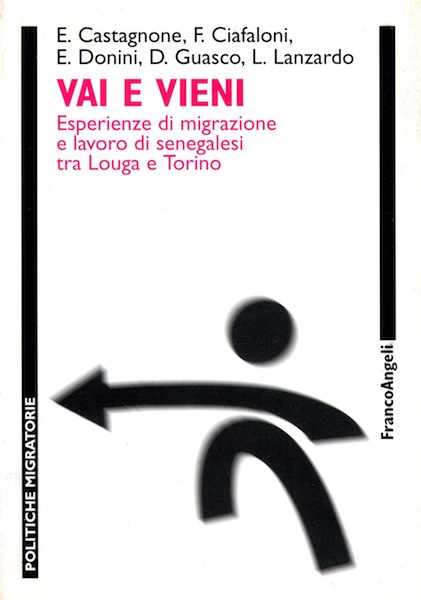 E. Castagnone, F. Ciafaloni,
E. Donini, D. Guasco, L. Lanzardo
VAI E VIENI
Esperienze di migrazione
e lavoro di senegalesi
tra Louga e Torino
FrancoAngeli
POLITICHE MIGRATORIE